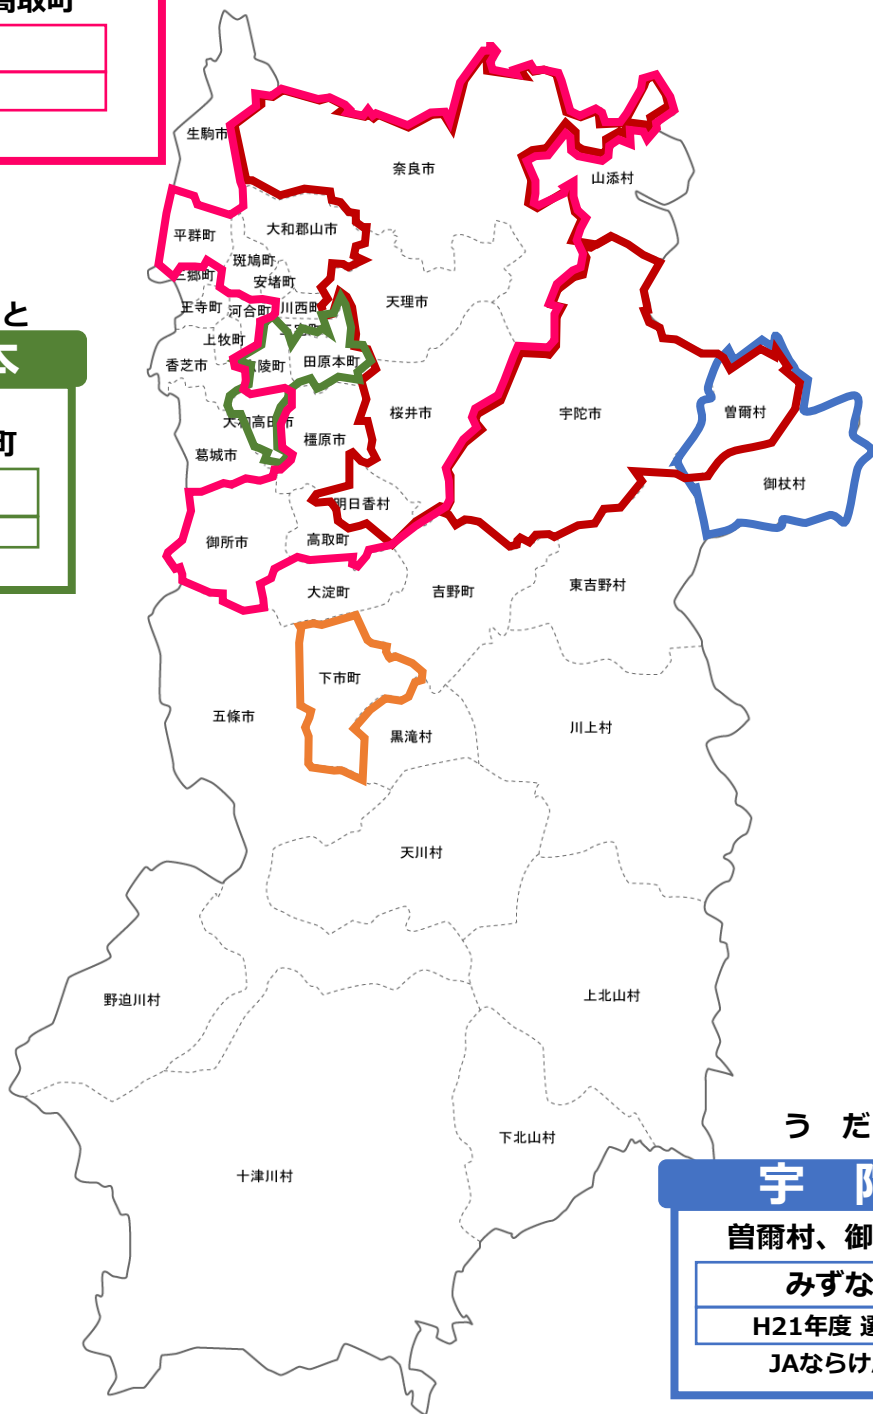 高取町
生駒市
奈良市
山添村
平群町
大和郡山市
斑鳩町
三郷町
安堵町
天理市
王寺町
河合町
川西町
と
本
町
上牧町
香芝市
田原本町
大和高田市
桜井市
宇陀市
曽爾村
橿原市
葛城市
御杖村
明日香村
御所市
高取町
大淀町
吉野町
東吉野村
下市町
五條市
黒滝村
川上村
天川村
野迫川村
上北山村
う だ
下北山村
十津川村
宇
曽爾村、御
みずな
H21年度
JAならけ